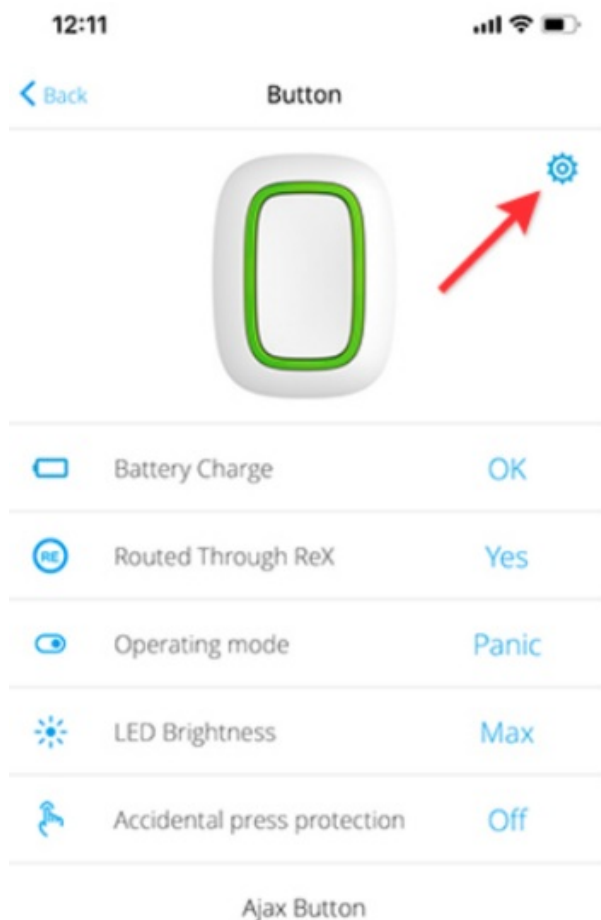 12:11
Back
Button
Battery Charge OK
RE Routed Through ReX Yes
Operating mode Panic
LED Brightness Max
Accidental press protection Off
Ajax Button